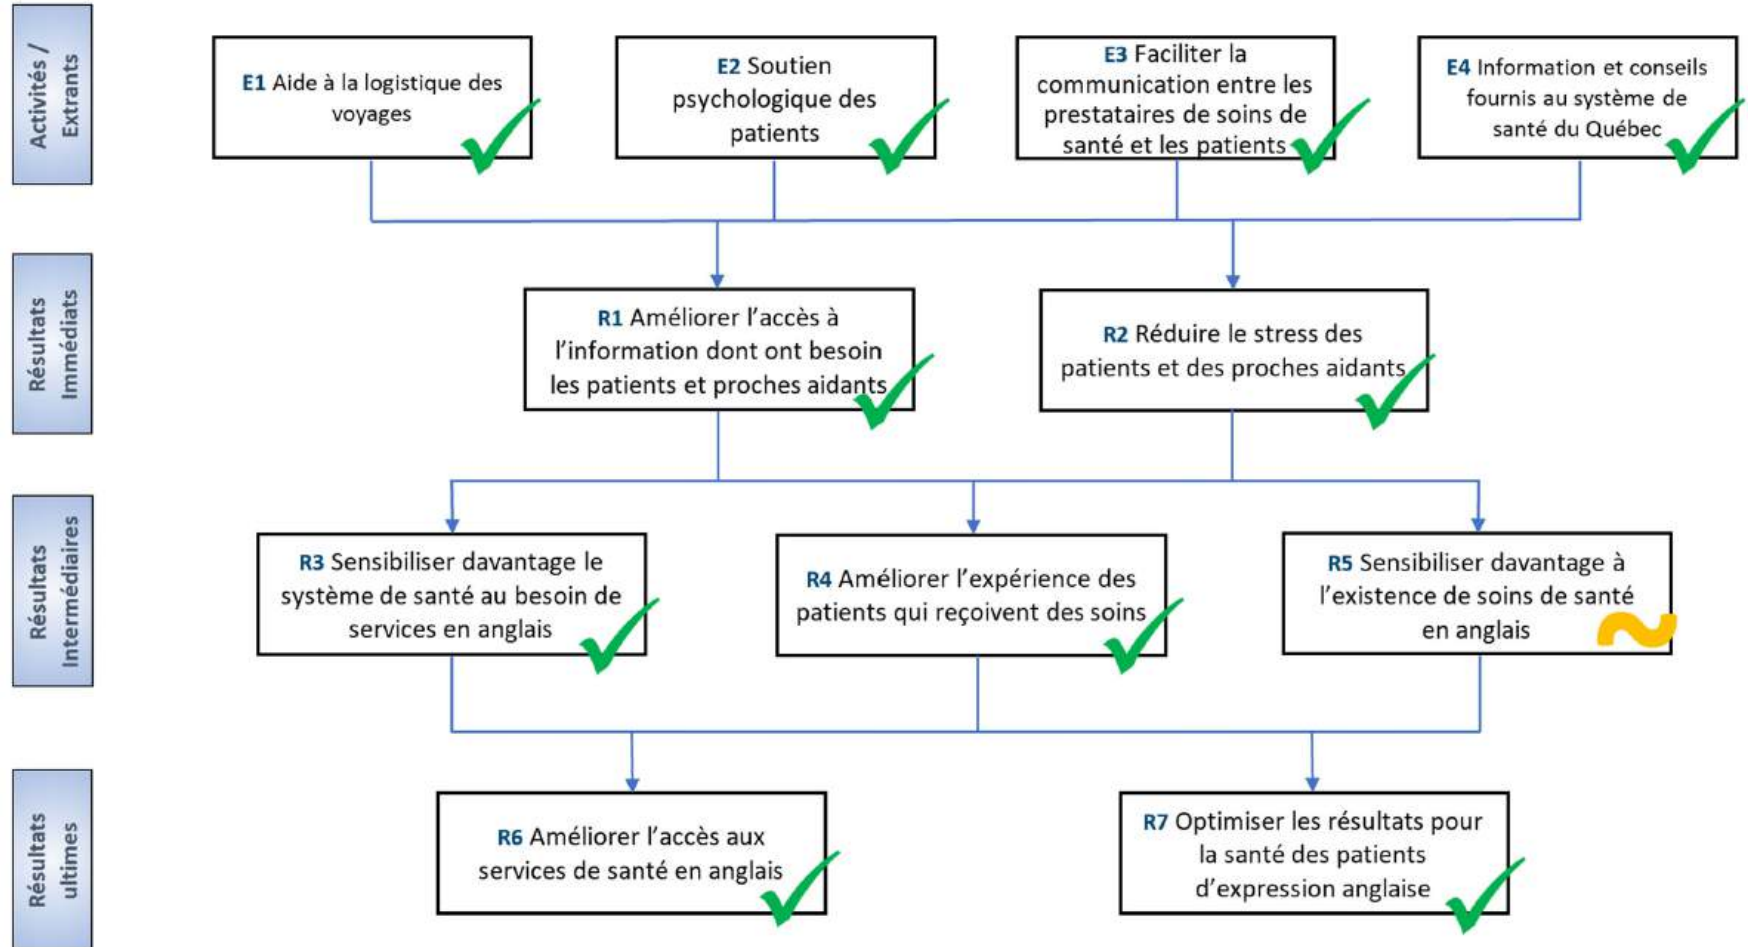 Activités /
Extrants
E1 Aide à la logistique des
voyages
E2 Soutien
psychologique des
patients
E3 Faciliter la
communication entre les
prestataires de soins de
santé et les patients
E4 Information et conseils
fournis au système de
santé du Québec
Résultats
Immédiats
R1 Améliorer l'accès à
l'information dont ont besoin
les patients et proches aidants
R2 Réduire le stress des
patients et des proches aidants
Résultats
Intermédiaires
R3 Sensibiliser davantage le
système de santé au besoin de
services en anglais
R4 Améliorer l'expérience des
patients qui reçoivent des soins
R5 Sensibiliser davantage à
l'existence de soins de santé
en anglais
Résultats
ultimes
R6 Améliorer l'accès aux
services de santé en anglais
R7 Optimiser les résultats pour
la santé des patients
d'expression anglaise